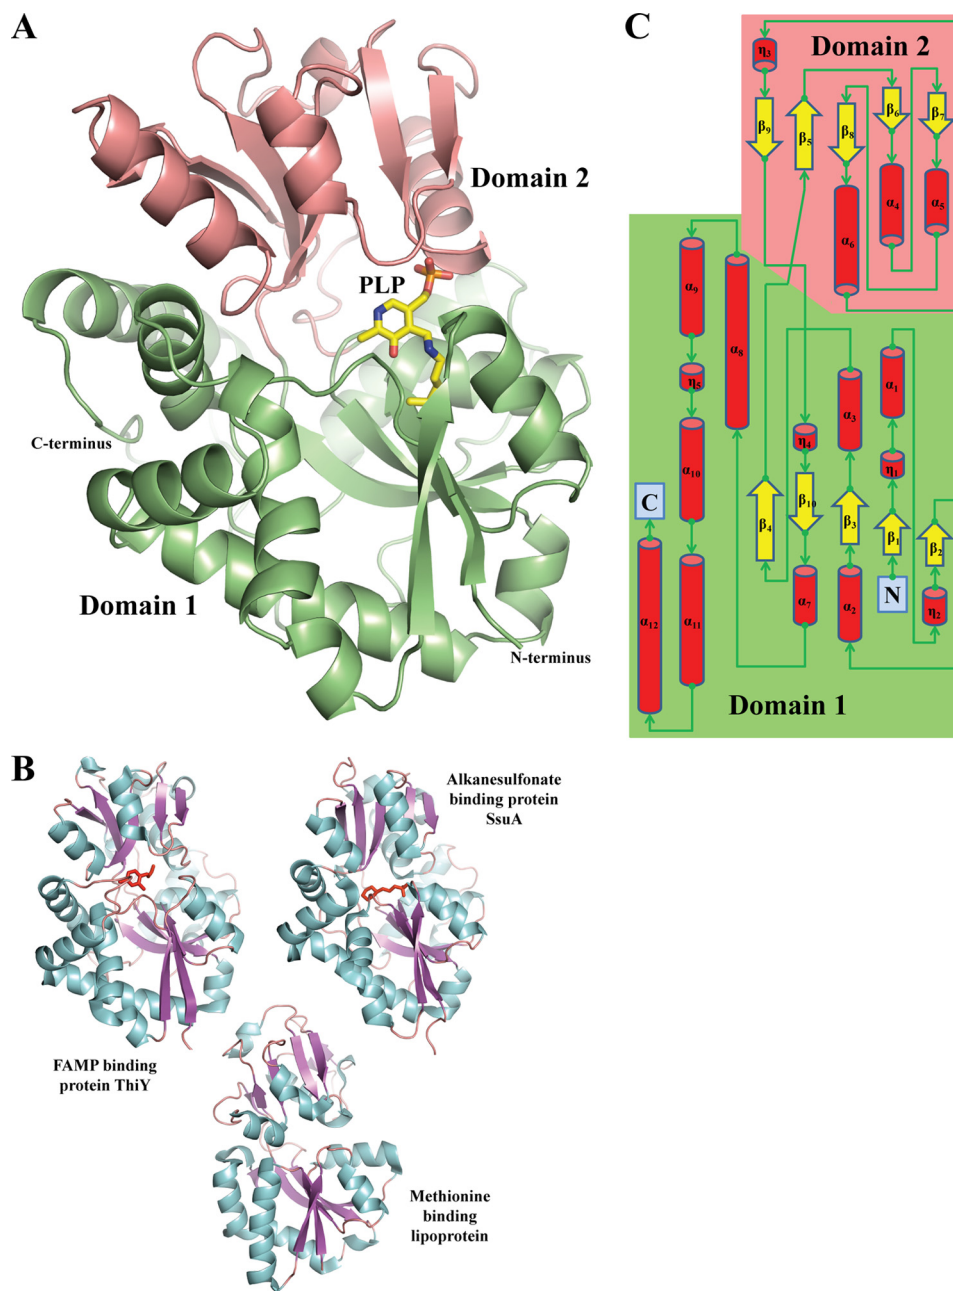 A
Domain 2
PLP
C-terminus
Domain 1
N-terminus
C
Domain 2
η3
β9
β5
β8
β6
β7
α4
α5
α6
α9
α8
η5
α10
α3
α1
η4
η1
β4
β10
β3
β1
β2
C
N
α7
α2
η2
α12
α11
Domain 1
B
Alkanesulfonate
binding protein
SsuA
FAMP binding
protein ThiY
Methionine
binding
lipoprotein